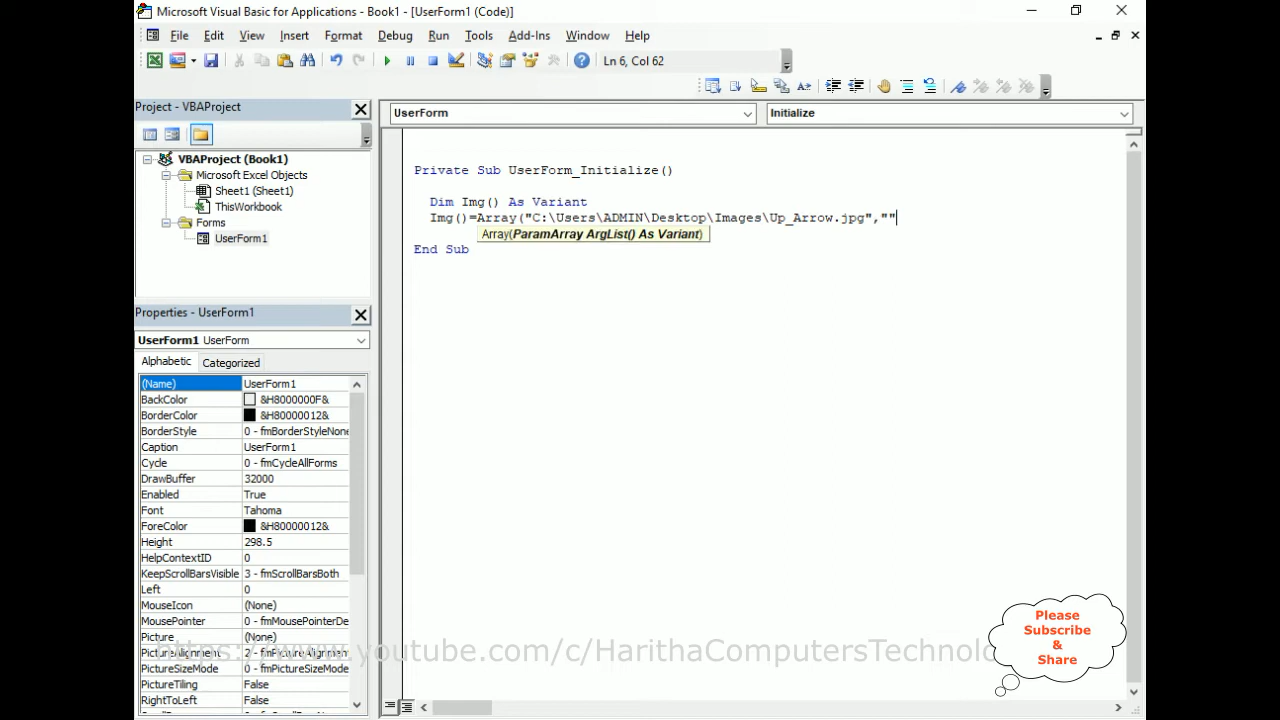 Microsoft Visual Basic for Applications - Book1 - [UserForm1 (Code)]
File Edit View Insert Format Debug Run Tools Add-Ins Window Help
Ln 6, Col 62
Project - VBAProject
VBAProject (Book1)
Microsoft Excel Objects
Sheet1 (Sheet1)
ThisWorkbook
Forms
UserForm1
UserForm Initialize
Private Sub UserForm_Initialize()
Dim Img() As Variant
Img()=Array("C:\Users\ADMIN\Desktop\Images\Up_Arrow.jpg",""
Array(ParamArray ArgList() As Variant)
End Sub
Properties - UserForm1
UserForm1 UserForm
Alphabetic Categorized
(Name) UserForm1
BackColor &H8000000F&
BorderColor &H80000012&
BorderStyle 0 - fmBorderStyleNone
Caption UserForm1
Cycle 0 - fmCycleAllForms
DrawBuffer 32000
Enabled True
Font Tahoma
ForeColor &H80000012&
Height 298.5
HelpContextID 0
KeepScrollBarsVisible 3 - fmScrollBarsBoth
Left 0
MouseIcon (None)
MousePointer 0 - fmMousePointerDe
Picture (None)
PictureAlignment 2 - fmPictureAlignment
PictureSizeMode 0 - fmPictureSizeMode
PictureTiling False
RightToLeft False
https://www.youtube.com/c/HarithaComputersTechnolo
Please
Subscribe
&
Share